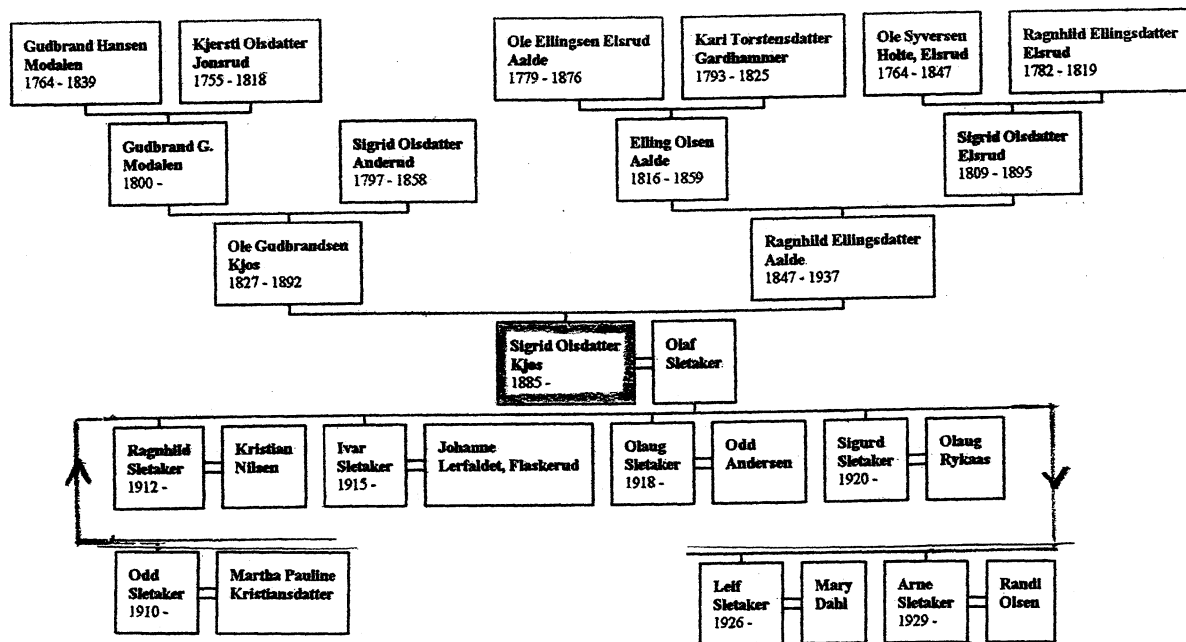 Gudbrand Hansen
Modalen
1764 - 1839
Kjersti Olsdatter
Jonsrud
1755 - 1818
Ole Ellingsen Elsrud
Aalde
1779 - 1876
Kari Torstensdatter
Gardhammer
1793 - 1825
Ole Syversen
Holte, Elsrud
1764 - 1847
Ragnhild Ellingsdatter
Elsrud
1782 - 1819
Gudbrand G.
Modalen
1800 -
Sigrid Olsdatter
Anderud
1797 - 1858
Elling Olsen
Aalde
1816 - 1859
Sigrid Olsdatter
Elsrud
1809 - 1895
Ole Gudbrandsen
Kjos
1827 - 1892
Ragnhild Ellingsdatter
Aalde
1847 - 1937
Sigrid Olsdatter
Kjos
1885 -
Olaf
Sletaker
Ragnhild
Sletaker
1912 -
Kristian
Nilsen
Ivar
Sletaker
1915 -
Johanne
Lerfaldet, Flaskerud
Olaug
Sletaker
1918 -
Odd
Andersen
Sigurd
Sletaker
1920 -
Olaug
Rykaas
Odd
Sletaker
1910 -
Martha Pauline
Kristiansdatter
Leif
Sletaker
1926 -
Mary
Dahl
Arne
Sletaker
1929 -
Randi
Olsen